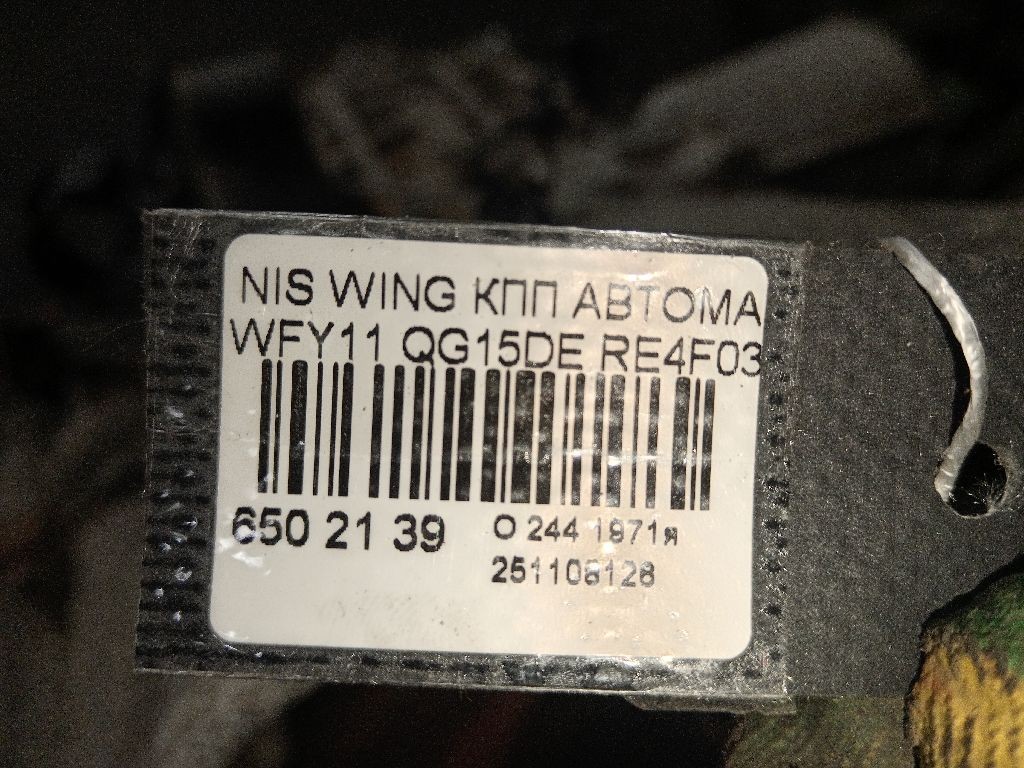 NIS WING КПП АВТОМА
WFY11 QG15DE RE4F03
650 21 39
О 244 1871я
251108128